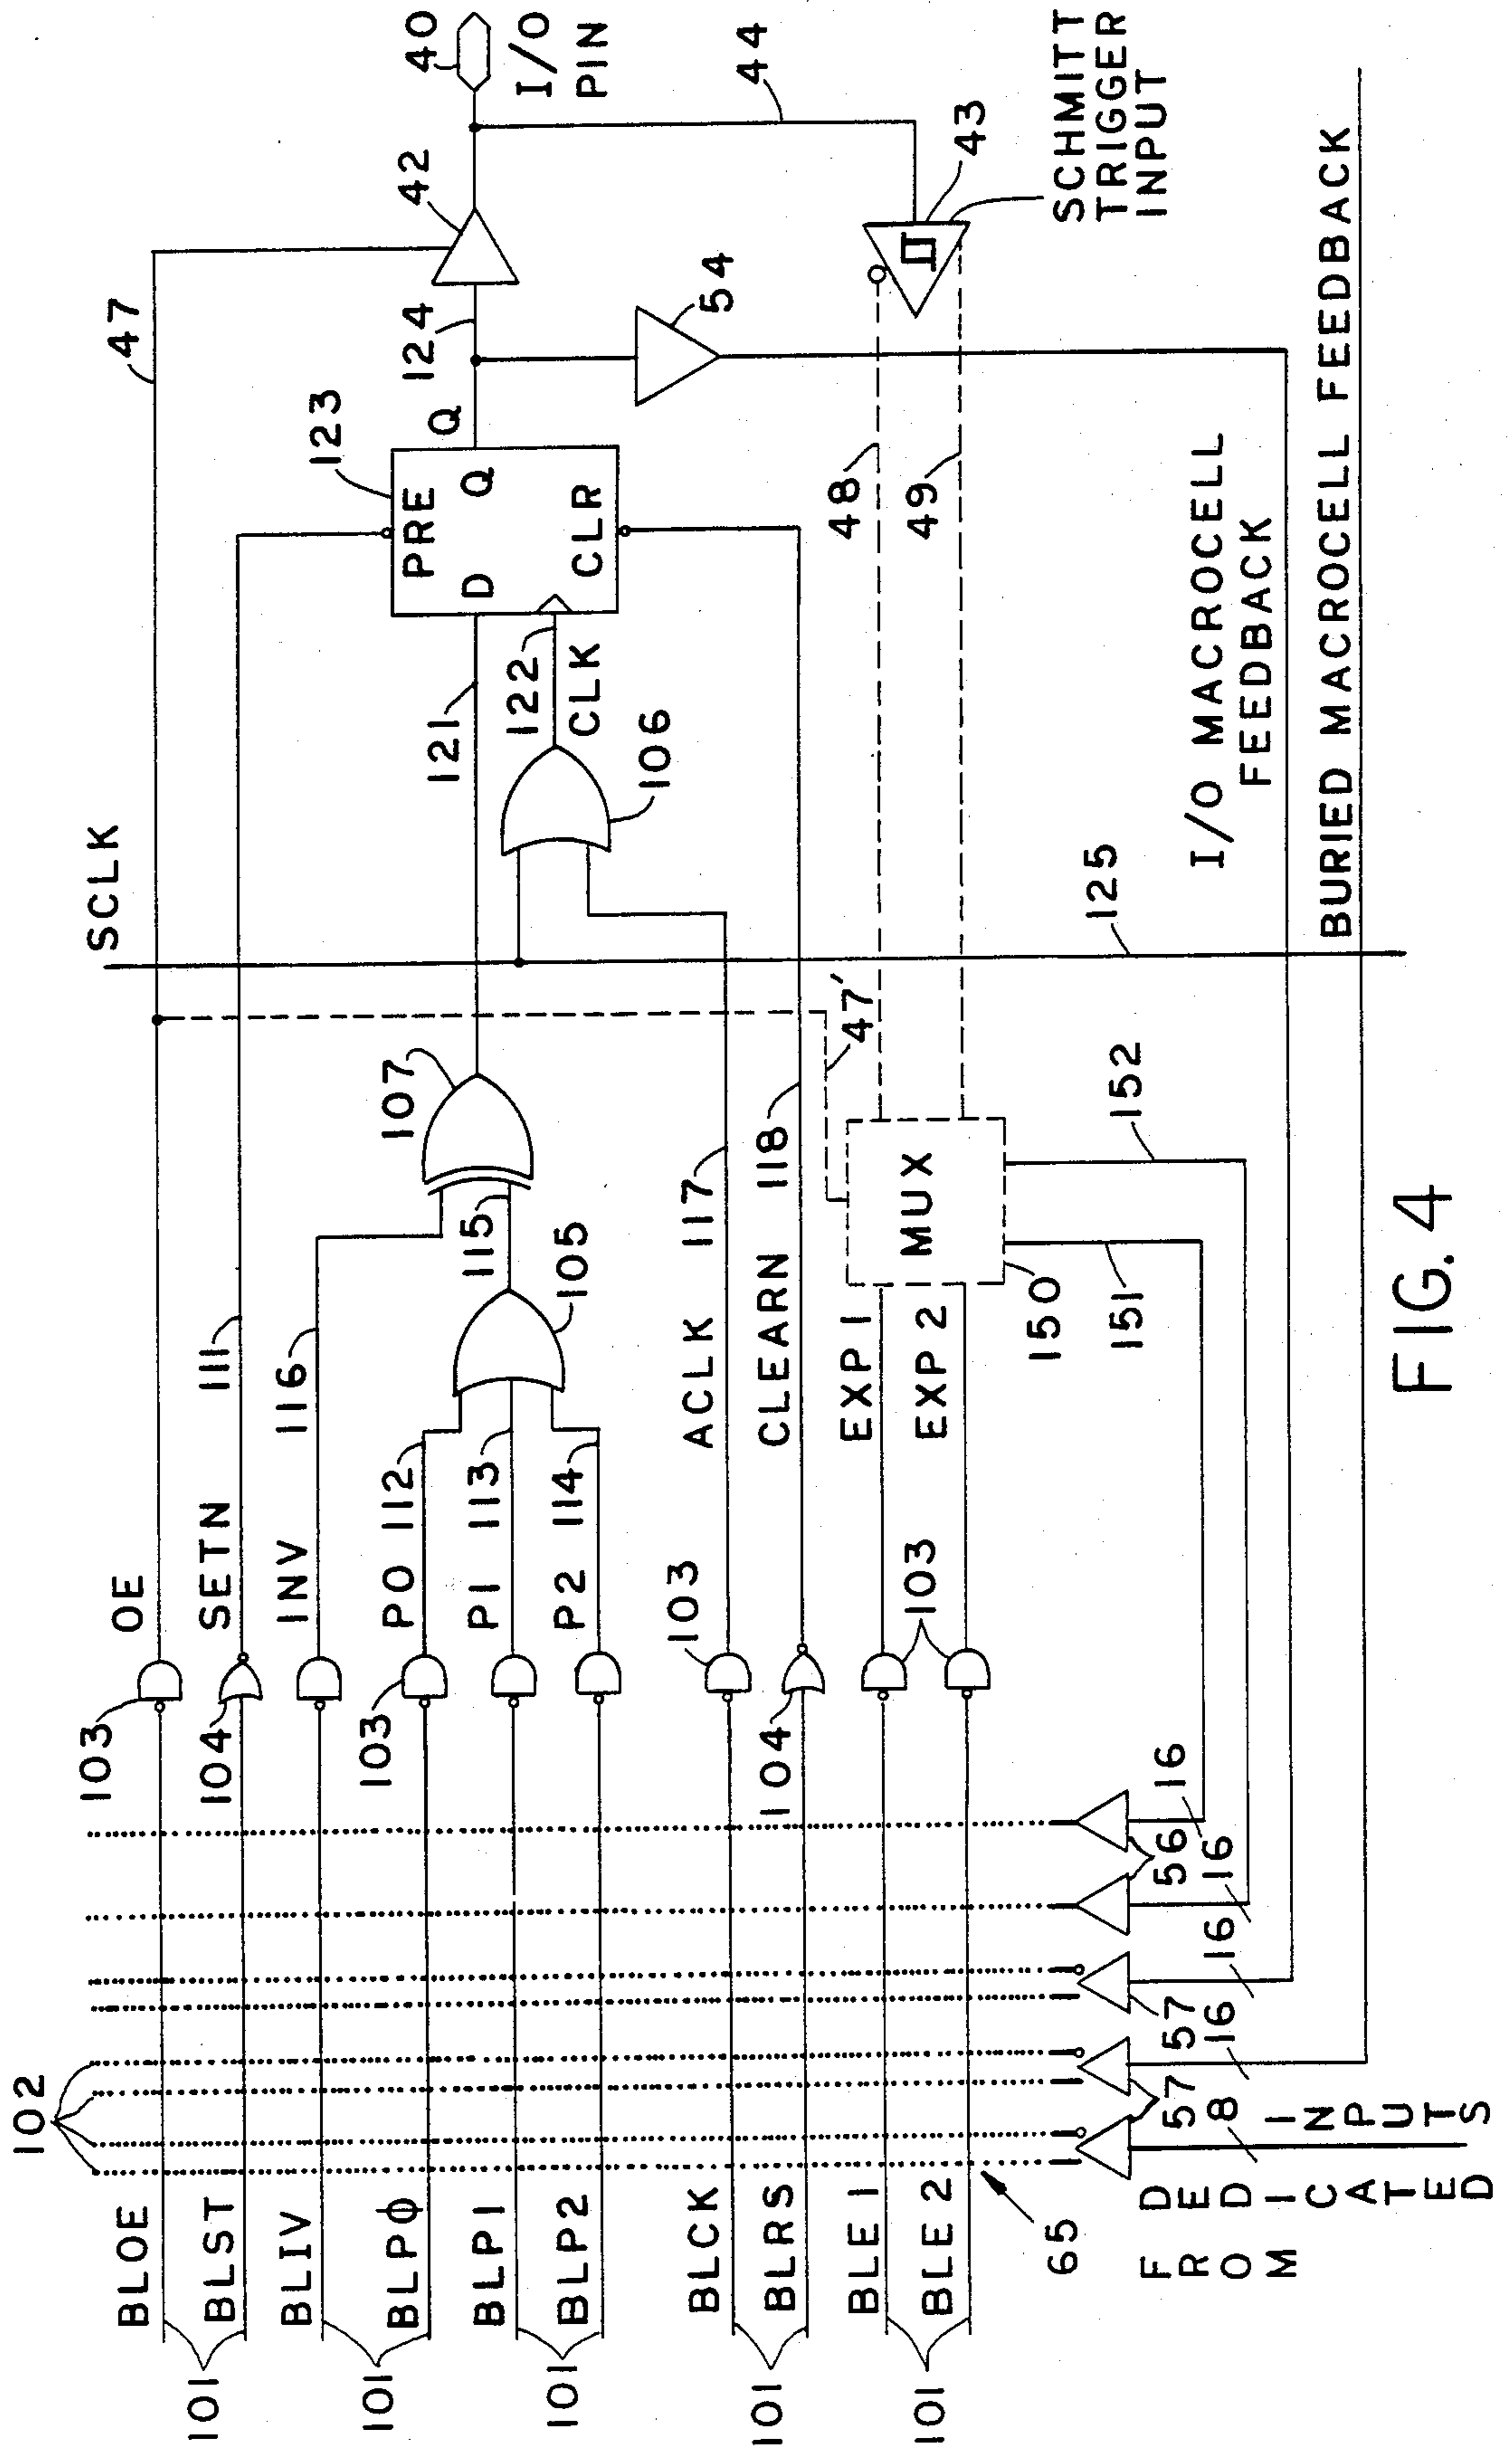 SCLK
47
42
40
I/O
PIN
44
123
124
Q
PRE
D
Q
CLR
121
122
CLK
106
54
43
SCHMITT
TRIGGER
INPUT
48
49
125
I/O MACROCELL
FEEDBACK
BURIED MACROCELL FEEDBACK
OE
SETN 111
INV 116
P0 112
P1 113
P2 114
115
105
107
ACLK 117
CLEARN 118
47'
EXP 1
EXP 2
MUX
150
151
152
103
104
103
103
104
103
102
BLOE
BLST
BLIV
BLPϕ
BLP1
BLP2
BLCK
BLRS
BLE 1
BLE 2
101
101
101
101
101
65
16
56
16
16
57
16
57
8
FROM
DEDICATED
INPUTS
FIG. 4